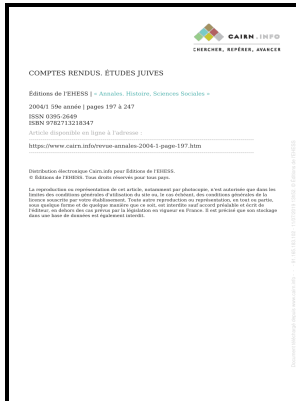 CAIRN.INFO
CHERCHER, REPÉRER, AVANCER
COMPTES RENDUS. ÉTUDES JUIVES
Éditions de l'EHESS | « Annales. Histoire, Sciences Sociales »
2004/1 59e année | pages 197 à 247
ISSN 0395-2649
ISBN 9782713218347
Article disponible en ligne à l'adresse :
https://www.cairn.info/revue-annales-2004-1-page-197.htm
Distribution électronique Cairn.info pour Éditions de l'EHESS.
© Éditions de l'EHESS. Tous droits réservés pour tous pays.
La reproduction ou représentation de cet article, notamment par photocopie, n'est autorisée que dans les
limites des conditions générales d'utilisation du site ou, le cas échéant, des conditions générales de la
licence souscrite par votre établissement. Toute autre reproduction ou représentation, en tout ou partie,
sous quelque forme et de quelque manière que ce soit, est interdite sauf accord préalable et écrit de
l'éditeur, en dehors des cas prévus par la législation en vigueur en France. Il est précisé que son stockage
dans une base de données est également interdit.